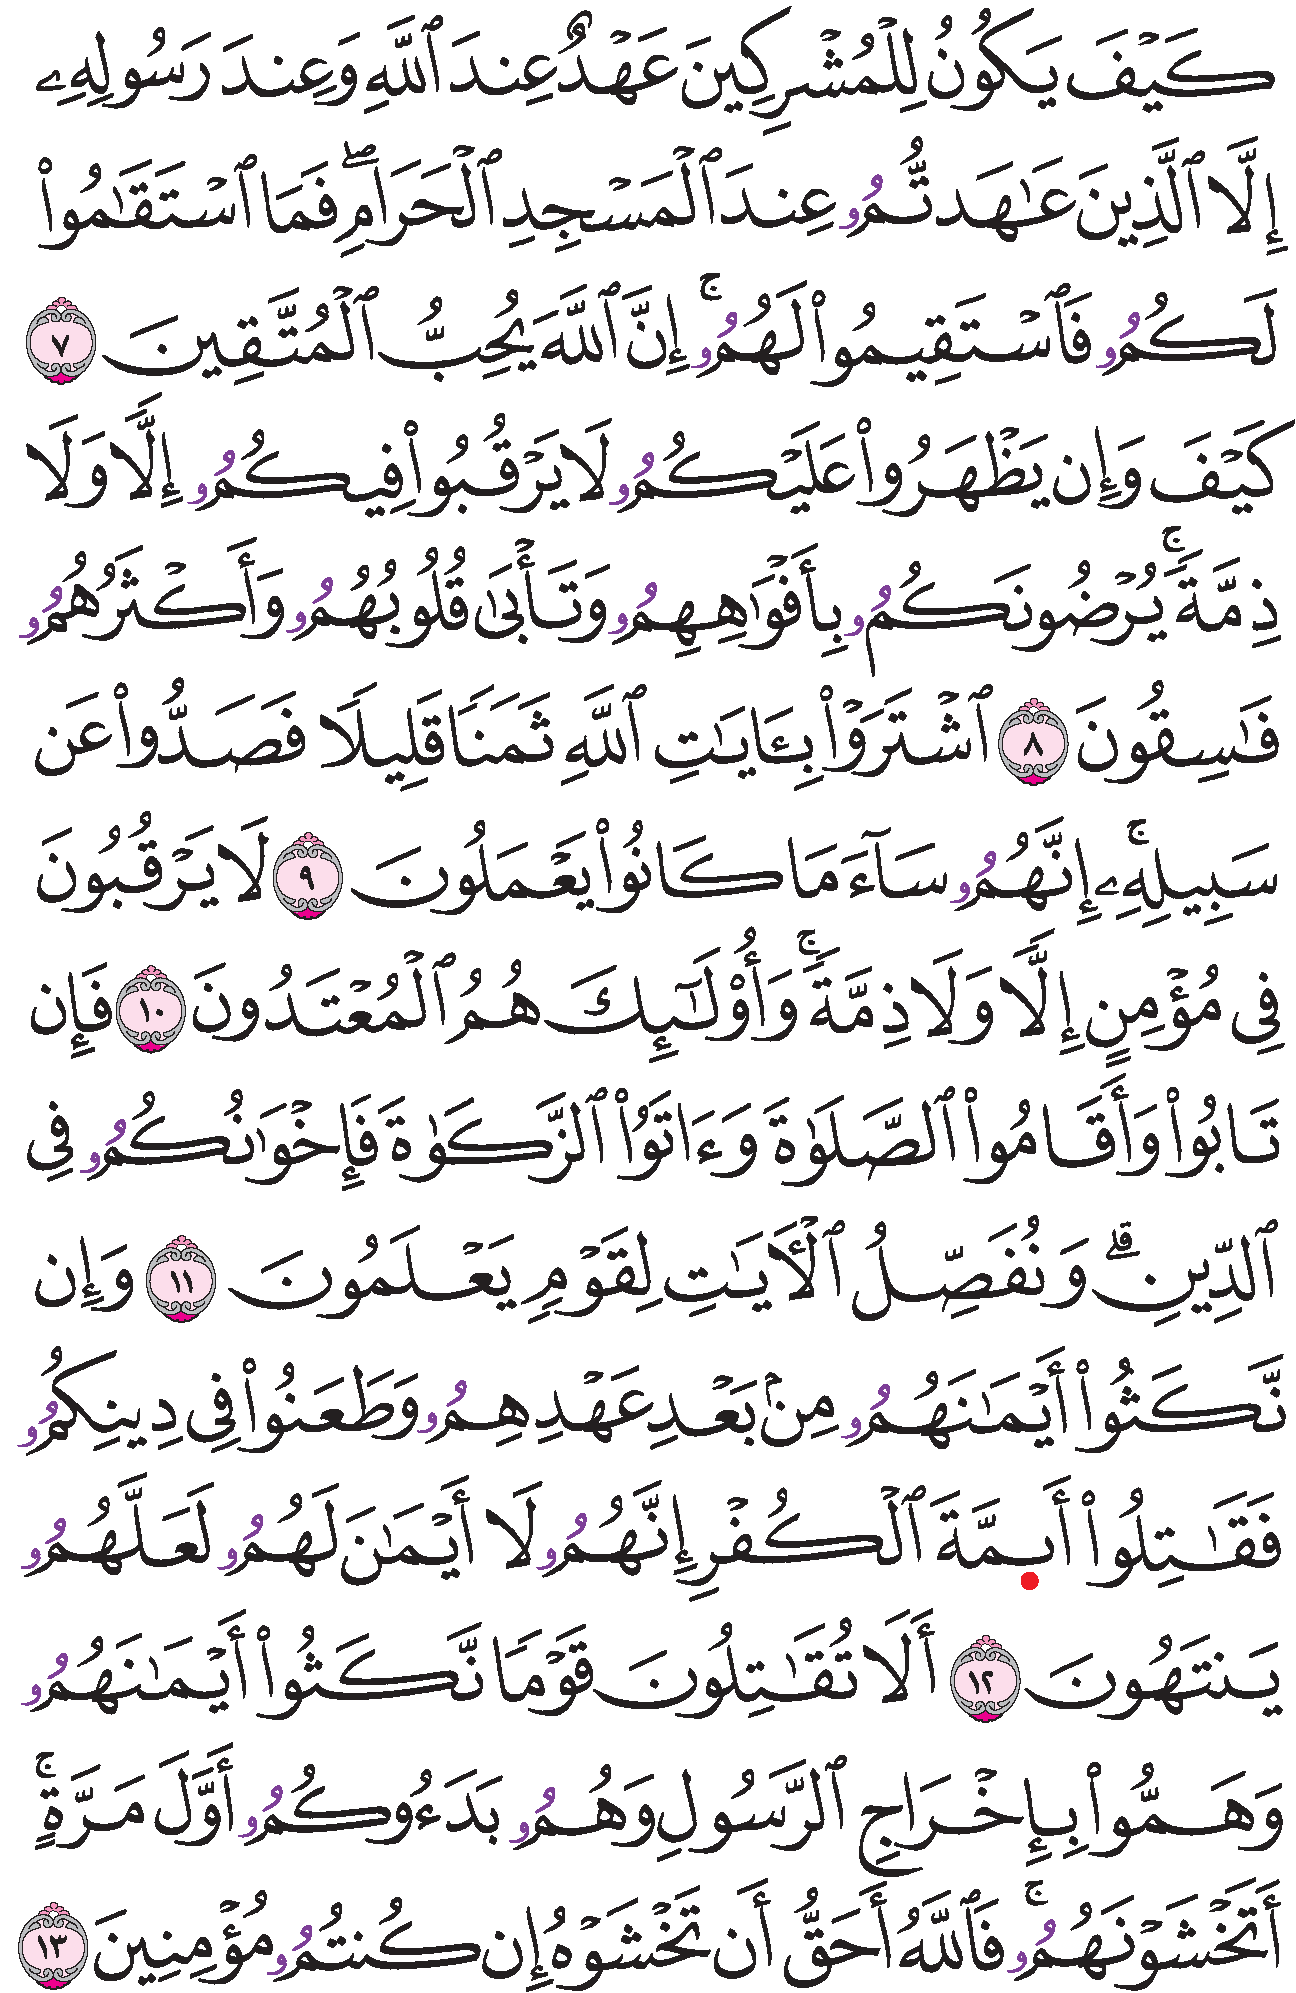 كَيۡفَ يَكُونُ لِلۡمُشۡرِكِينَ عَهۡدٌ عِندَ ٱللَّهِ وَعِندَ رَسُولِهِۦ
إِلَّا ٱلَّذِينَ عَٰهَدتُّمُۥ عِندَ ٱلۡمَسۡجِدِ ٱلۡحَرَامِۖ فَمَا ٱسۡتَقَٰمُواْ
لَكُمُۥ فَٱسۡتَقِيمُواْ لَهُمُۥۚ إِنَّ ٱللَّهَ يُحِبُّ ٱلۡمُتَّقِينَ ٧
كَيۡفَ وَإِن يَظۡهَرُواْ عَلَيۡكُمُۥ لَا يَرۡقُبُواْ فِيكُمُۥ إِلّٗا وَلَا
ذِمَّةٗۚ يُرۡضُونَكُمُۥ بِأَفۡوَٰهِهِمُۥ وَتَأۡبَىٰ قُلُوبُهُمُۥ وَأَكۡثَرُهُمُۥ
فَٰسِقُونَ ٨ ٱشۡتَرَوۡاْ بِـَٔايَٰتِ ٱللَّهِ ثَمَنٗا قَلِيلٗا فَصَدُّواْ عَن
سَبِيلِهِۦٓۚ إِنَّهُمُۥ سَآءَ مَا كَانُواْ يَعۡمَلُونَ ٩ لَا يَرۡقُبُونَ
فِي مُؤۡمِنٍ إِلّٗا وَلَا ذِمَّةٗۚ وَأُوْلَٰٓئِكَ هُمُ ٱلۡمُعۡتَدُونَ ١٠ فَإِن
تَابُواْ وَأَقَامُواْ ٱلصَّلَوٰةَ وَءَاتَوُاْ ٱلزَّكَوٰةَ فَإِخۡوَٰنُكُمُۥ فِي
ٱلدِّينِۗ وَنُفَصِّلُ ٱلۡأٓيَٰتِ لِقَوۡمٖ يَعۡلَمُونَ ١١ وَإِن
نَّكَثُواْ أَيۡمَٰنَهُمُۥ مِنۢ بَعۡدِ عَهۡدِهِمُۥ وَطَعَنُواْ فِي دِينِكُمُۥ
فَقَٰتِلُواْ أَى۪مَّةَ ٱلۡكُفۡرِ إِنَّهُمُۥ لَا أَيۡمَٰنَ لَهُمُۥ لَعَلَّهُمُۥ
يَنتَهُونَ ١٢ أَلَا تُقَٰتِلُونَ قَوۡمٗا نَّكَثُواْ أَيۡمَٰنَهُمُۥ
وَهَمُّواْ بِإِخۡرَاجِ ٱلرَّسُولِ وَهُمُۥ بَدَءُوكُمُۥ أَوَّلَ مَرَّةٍۚ
أَتَخۡشَوۡنَهُمُۥۚ فَٱللَّهُ أَحَقُّ أَن تَخۡشَوۡهُ إِن كُنتُمُۥ مُؤۡمِنِينَ ١٣